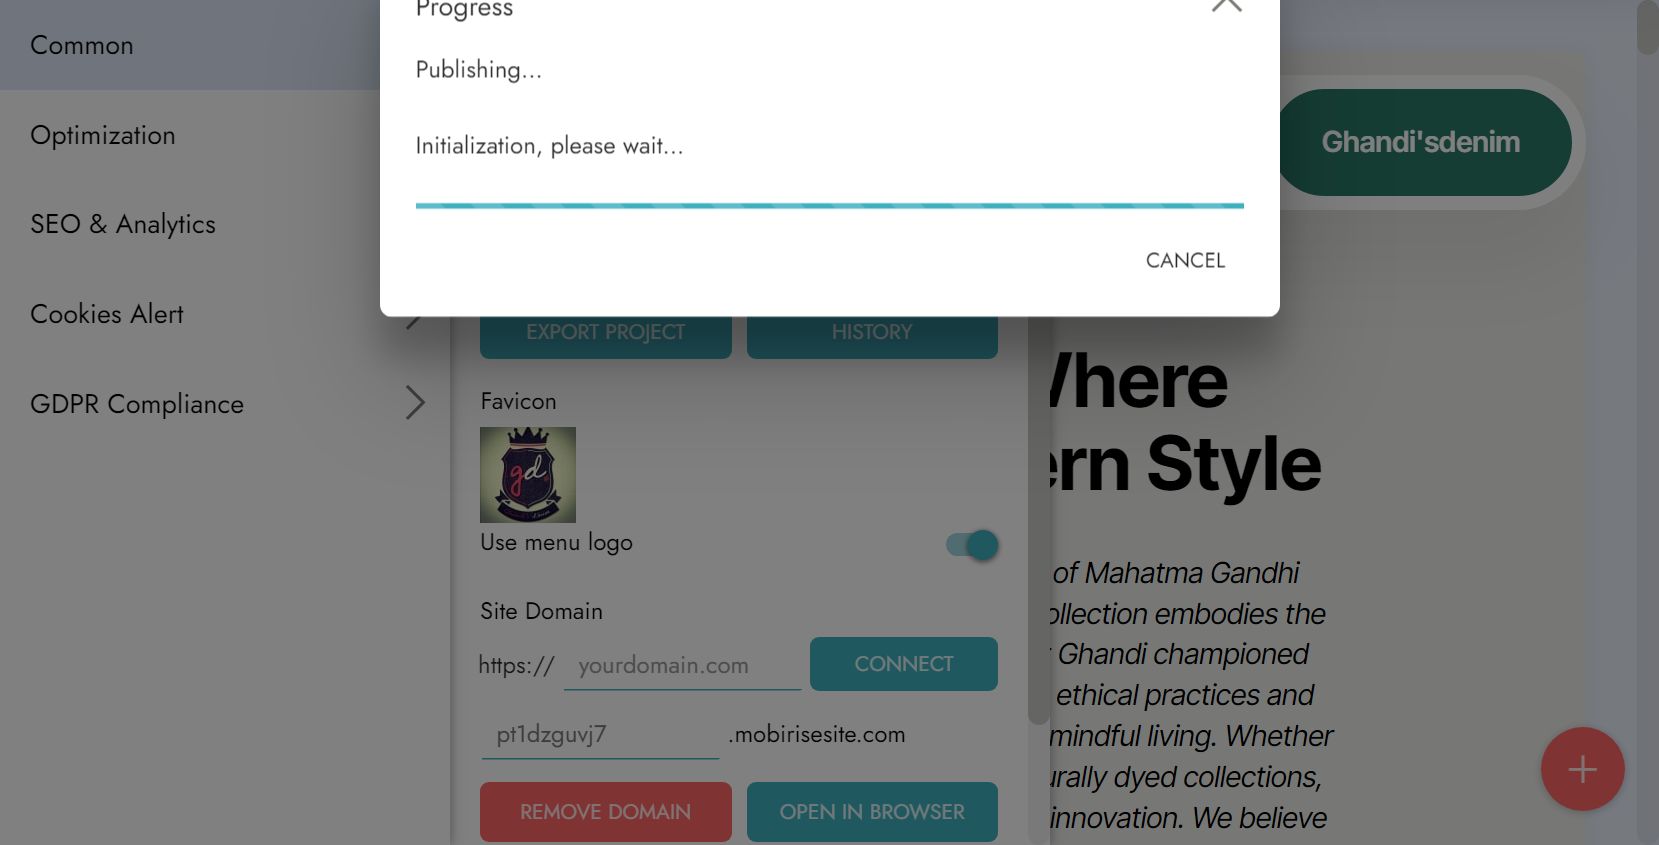 Progress
Publishing...
Initialization, please wait...
CANCEL
Common
Optimization
SEO & Analytics
Cookies Alert
GDPR Compliance
EXPORT PROJECT
HISTORY
Favicon
gd
Use menu logo
Site Domain
https://
yourdomain.com
CONNECT
pt1dzguvj7
.mobirisesite.com
REMOVE DOMAIN
OPEN IN BROWSER
Ghandi'sdenim
Where
ern Style
of Mahatma Gandhi
ollection embodies the
Ghandi championed
ethical practices and
mindful living. Whether
urally dyed collections,
innovation. We believe